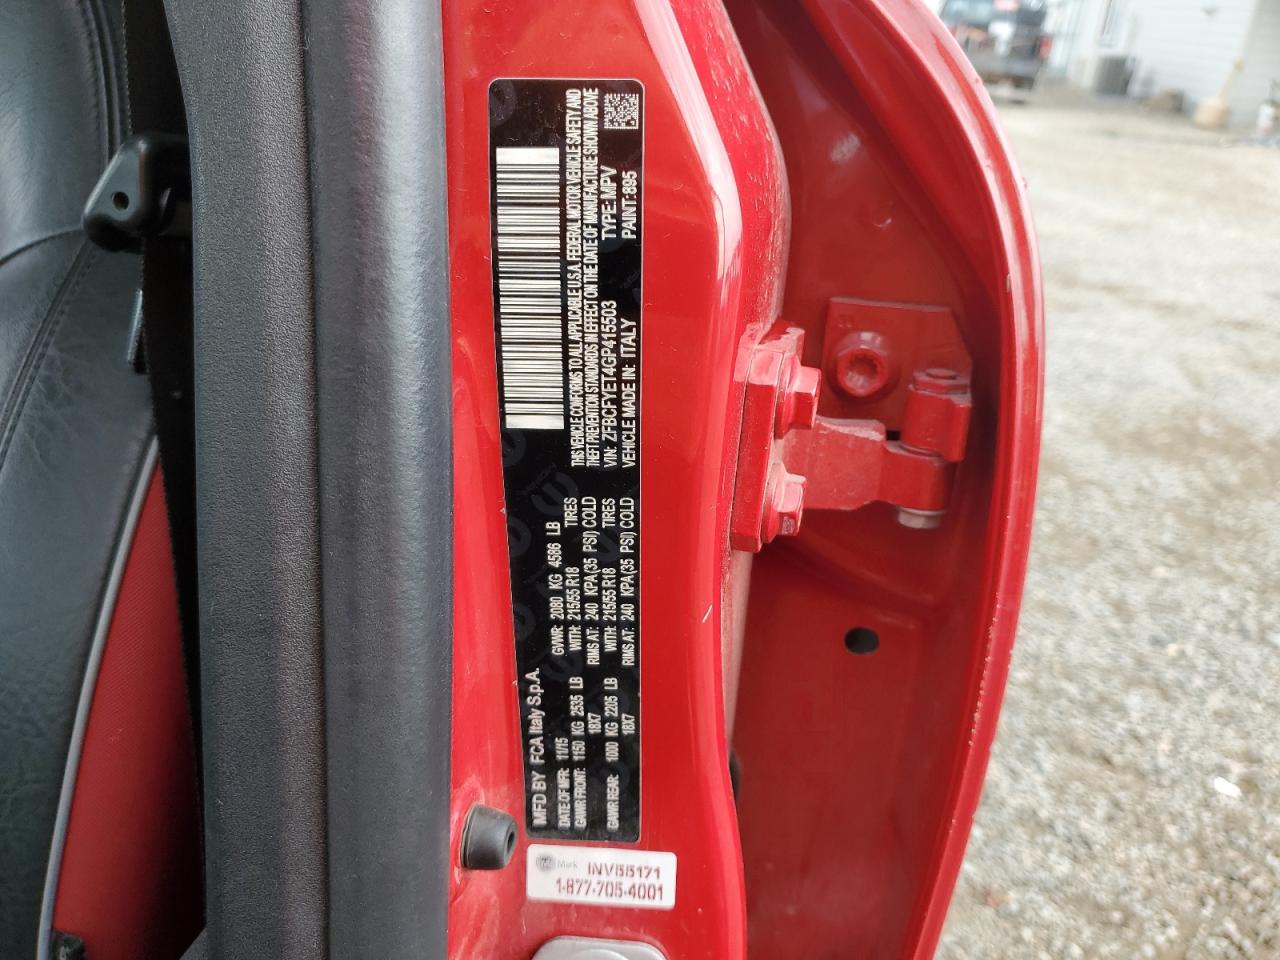 MFD BY FCA Italy S.p.A.
DATE OF MFR: 11/15 GVWR: 2080 KG 4586 LB
GAWR FRONT: 1150 KG 2535 LB WITH: 215/55 R18 TIRES
18X7 RIMS AT: 240 KPA(35 PSI) COLD
GAWR REAR: 1000 KG 2205 LB WITH: 215/55 R18 TIRES
18X7 RIMS AT: 240 KPA(35 PSI) COLD
THIS VEHICLE CONFORMS TO ALL APPLICABLE U.S.A. FEDERAL MOTOR VEHICLE SAFETY AND
THEFT PREVENTION STANDARDS IN EFFECT ON THE DATE OF MANUFACTURE SHOWN ABOVE
VIN: ZFBCFYET4GP415503 TYPE: MPV
VEHICLE MADE IN: ITALY PAINT: 895
Mark INV55171
1-877-705-4001